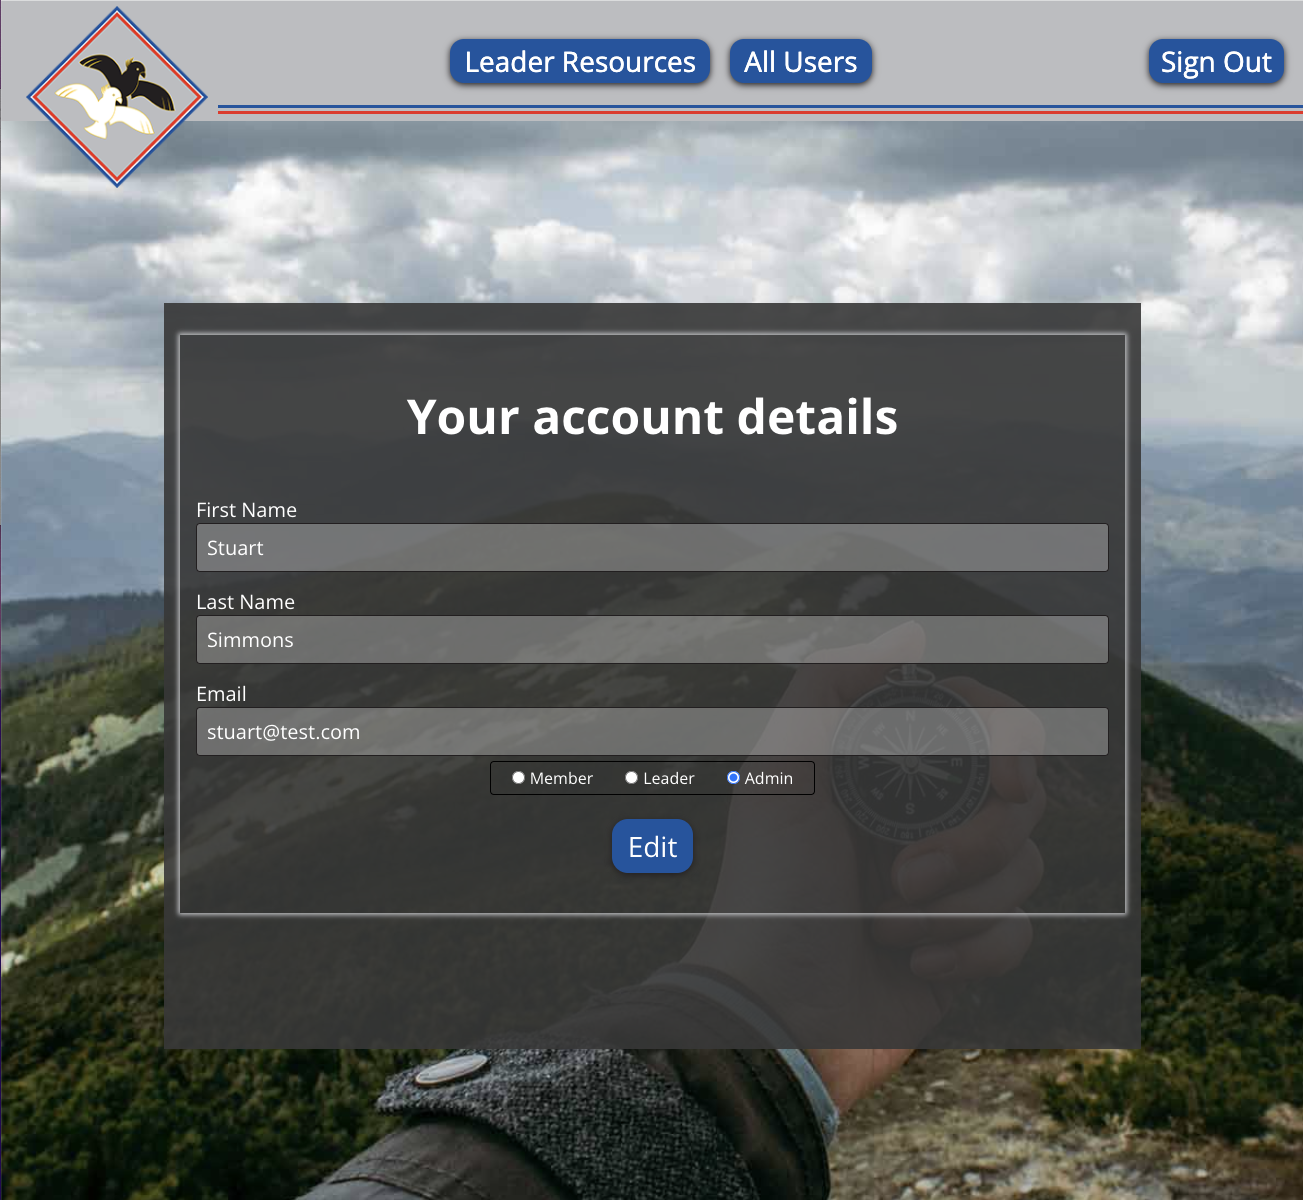 Leader Resources
All Users
Sign Out
Your account details
First Name
Stuart
Last Name
Simmons
Email
stuart@test.com
Member Leader Admin
Edit
N
E
S
W